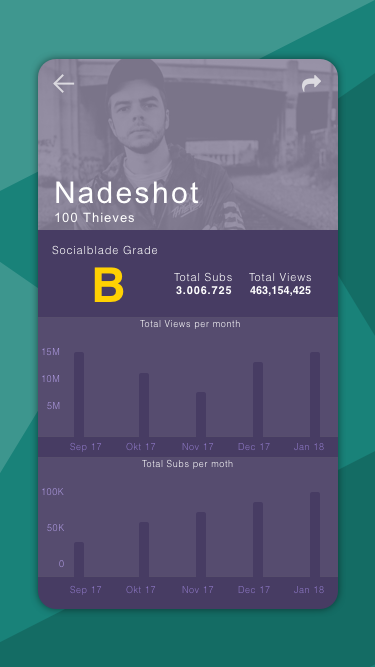 Nadeshot
100 Thieves
Socialblade Grade
B
Total Subs
3.006.725
Total Views
463,154,425
Total Views per month
15M
10M
5M
Sep 17 Okt 17 Nov 17 Dec 17 Jan 18
Total Subs per moth
100K
50K
0
Sep 17 Okt 17 Nov 17 Dec 17 Jan 18